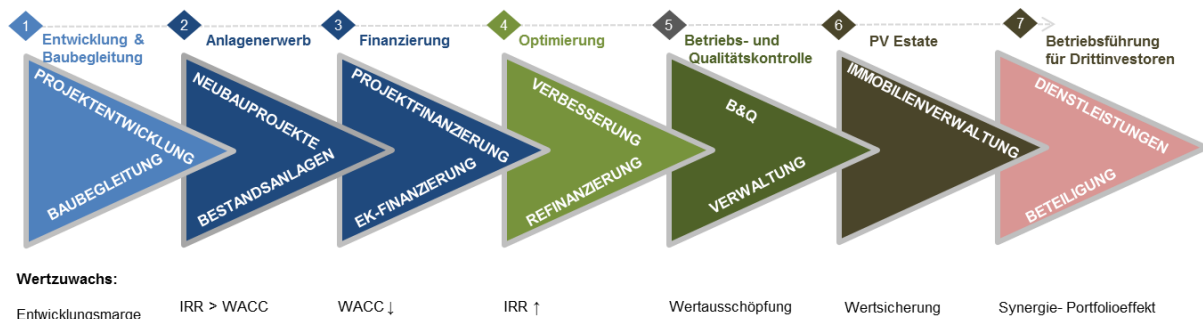 1
Entwicklung &
Baubegleitung
2
Anlagenerwerb
3
Finanzierung
4
Optimierung
5
Betriebs- und
Qualitätskontrolle
6
PV Estate
7
Betriebsführung
für Drittinvestoren
PROJEKTENTWICKLUNG
BAUBEGLEITUNG
NEUBAUPROJEKTE
BESTANDSANLAGEN
PROJEKTFINANZIERUNG
EK-FINANZIERUNG
VERBESSERUNG
REFINANZIERUNG
B&Q
VERWALTUNG
IMMOBILIENVERWALTUNG
DIENSTLEISTUNGEN
BETEILIGUNG
Wertzuwachs:
Entwicklungsmarge
IRR > WACC
WACC ↓
IRR ↑
Wertausschöpfung
Wertsicherung
Synergie- Portfolioeffekt